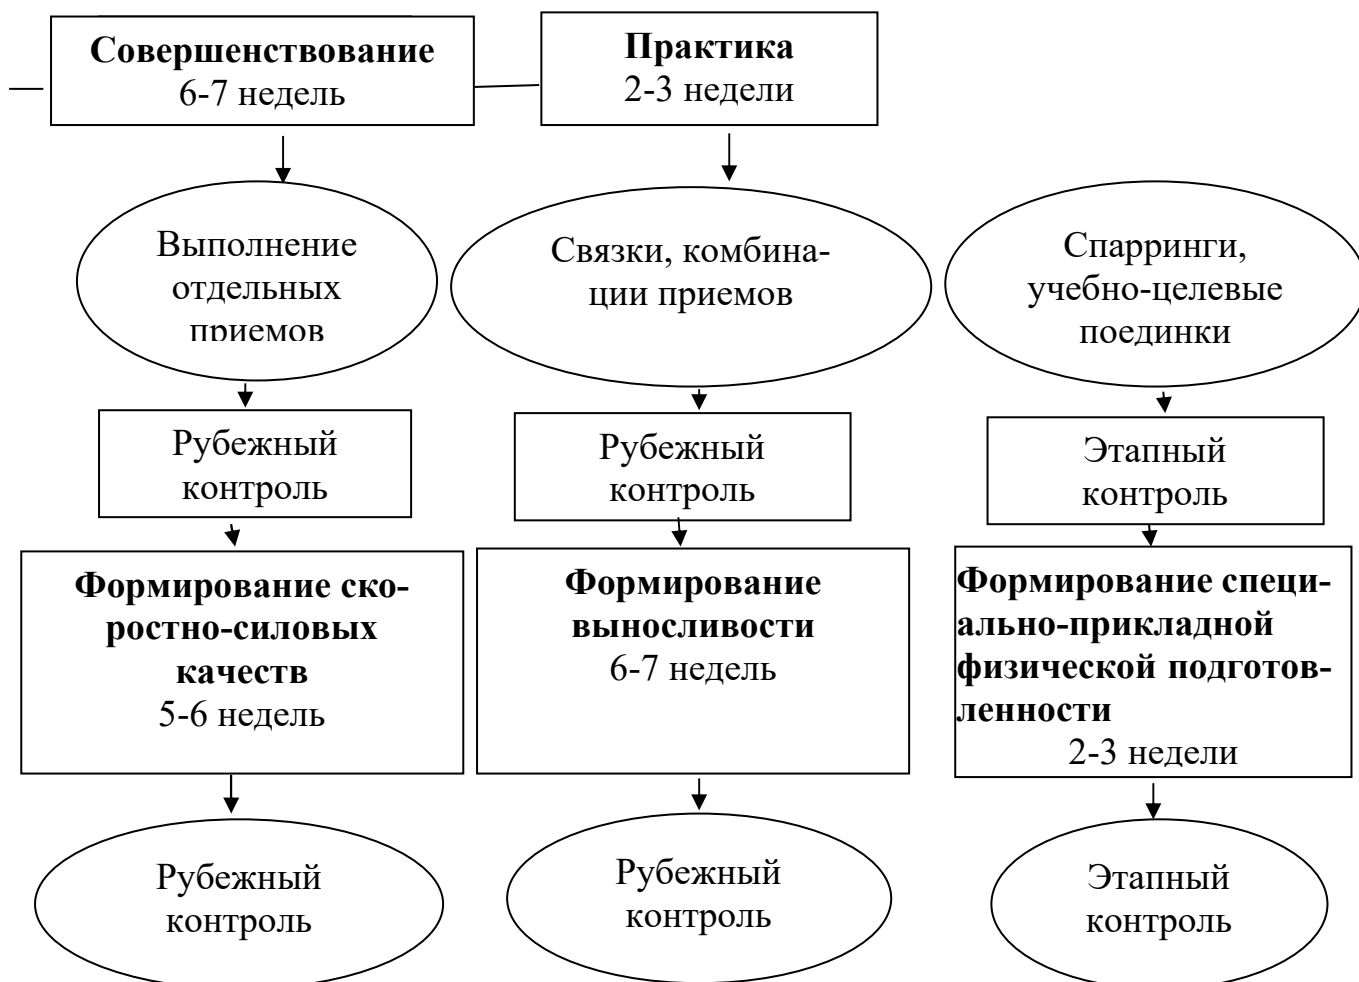 Совершенствование
6-7 недель
Практика
2-3 недели
Выполнение
отдельных
приемов
Связки, комбина-
ции приемов
Спарринги,
учебно-целевые
поединки
Рубежный
контроль
Рубежный
контроль
Этапный
контроль
Формирование ско-
ростно-силовых
качеств
5-6 недель
Формирование
выносливости
6-7 недель
Формирование специ-
ально-прикладной
физической подготов-
ленности
2-3 недели
Рубежный
контроль
Рубежный
контроль
Этапный
контроль